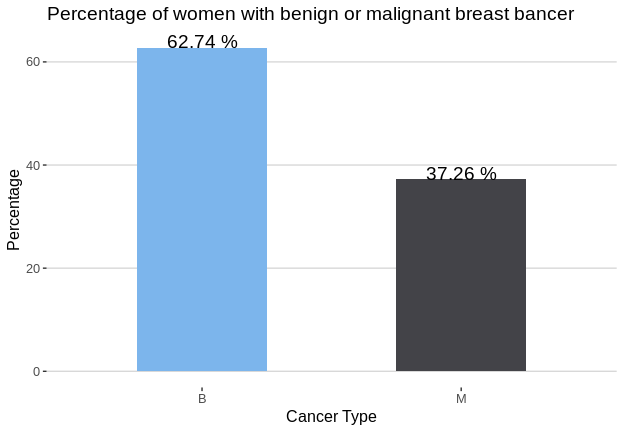 Percentage of women with benign or malignant breast bancer
62.74 %
60
40
37.26 %
20
0
Percentage
B
M
Cancer Type